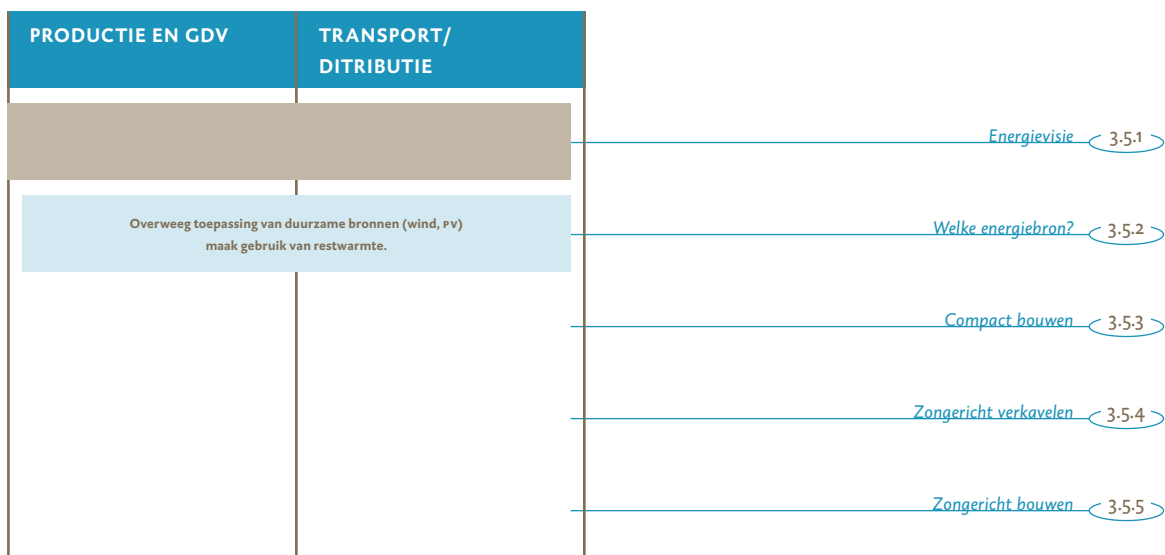 PRODUCTIE EN GDV
TRANSPORT/
DITRIBUTIE
Energievisie 3.5.1
Overweeg toepassing van duurzame bronnen (wind, PV)
maak gebruik van restwarmte.
Welke energiebron? 3.5.2
Compact bouwen 3.5.3
Zongericht verkavelen 3.5.4
Zongericht bouwen 3.5.5